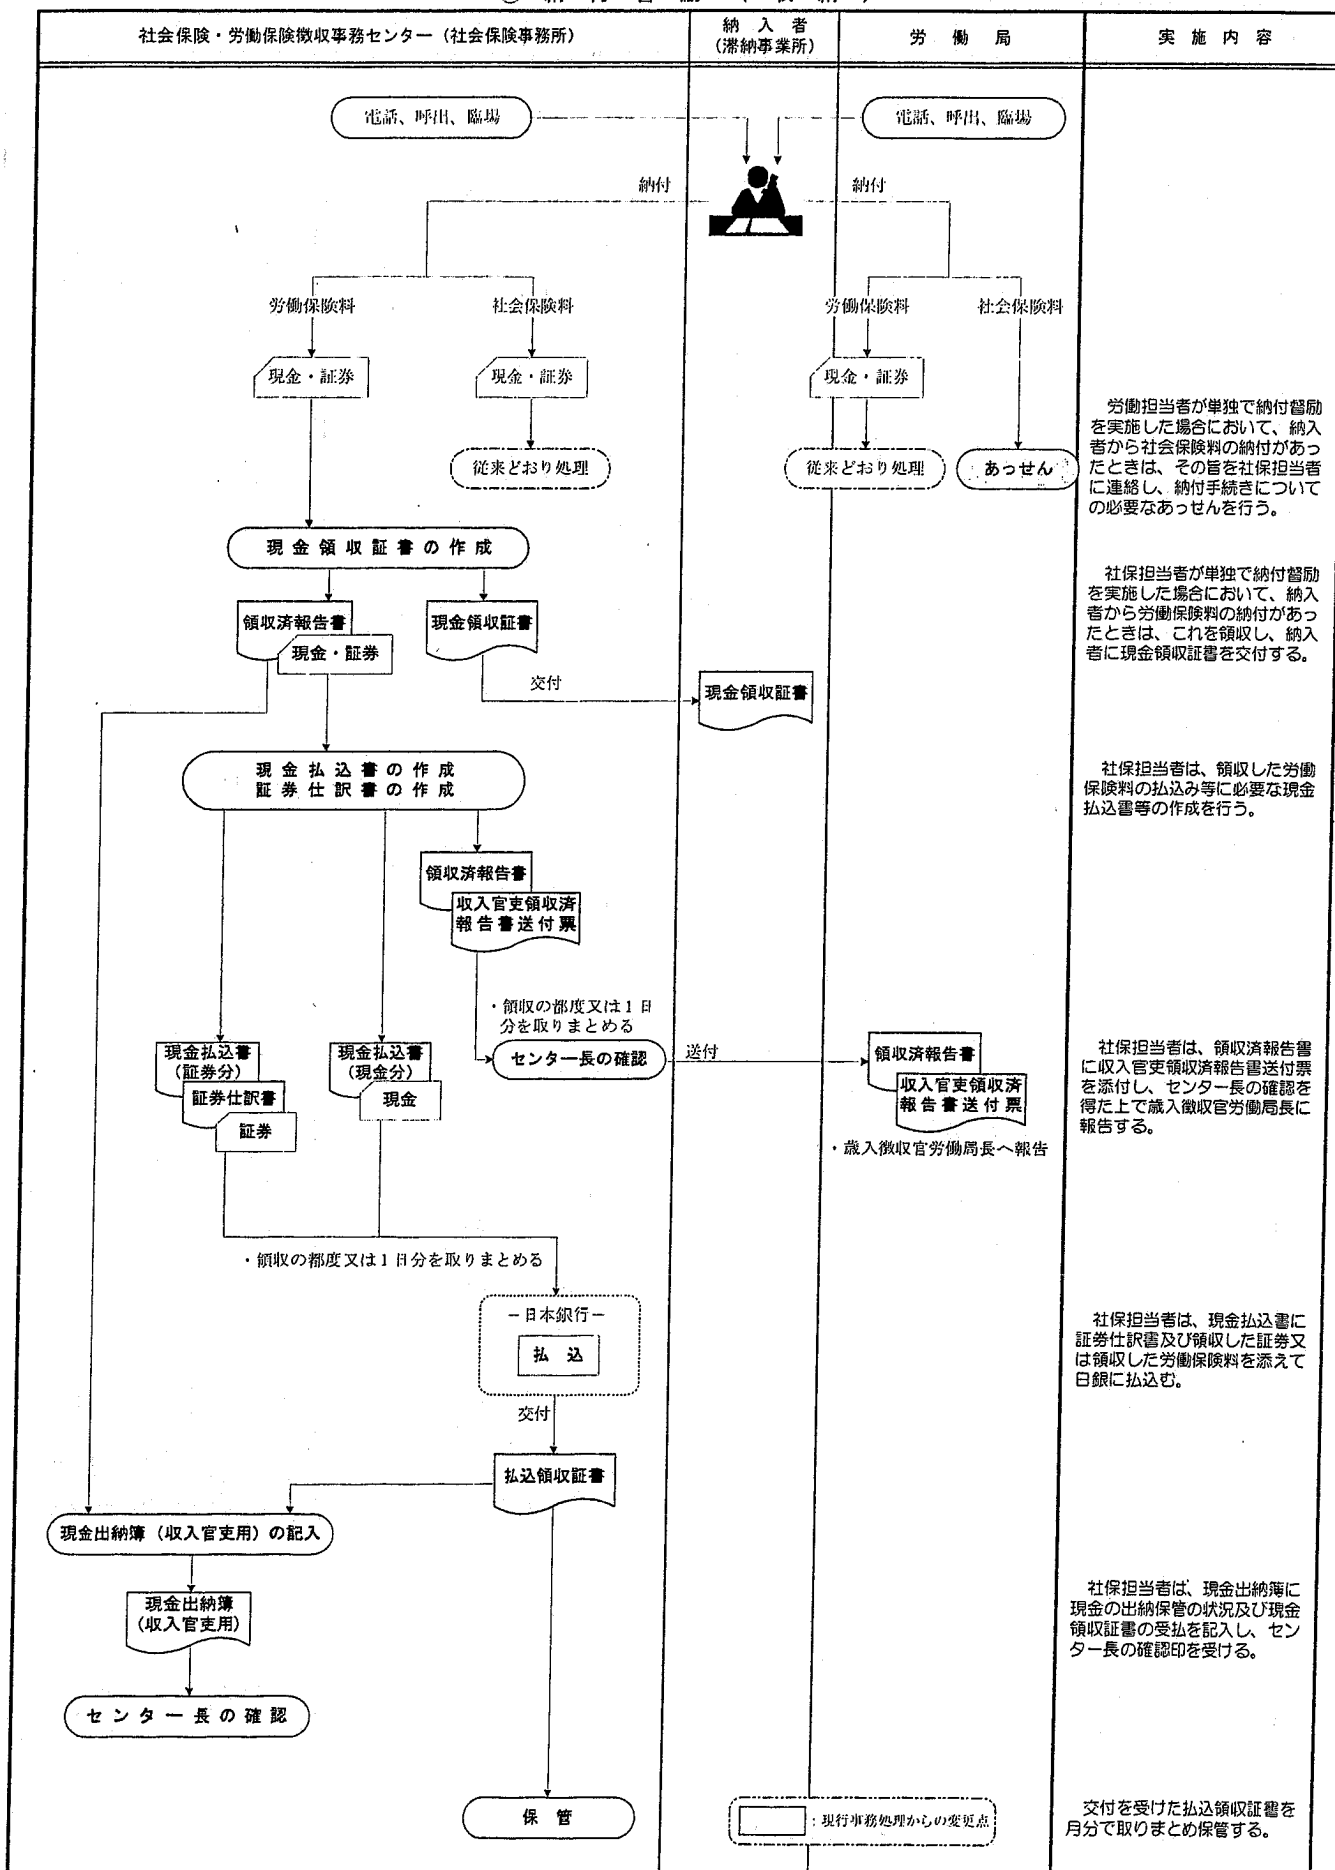 社会保険・労働保険徴収事務センター（社会保険事務所）
納入者
（滞納事業所）
労働局
実施内容
電話、呼出、臨場
電話、呼出、臨場
納付
納付
労働保険料
社会保険料
労働保険料
社会保険料
現金・証券
現金・証券
現金・証券
従来どおり処理
従来どおり処理
あっせん
労働担当者が単独で納付督励
を実施した場合において、納入
者から社会保険料の納付があっ
たときは、その旨を社保担当者
に連絡し、納付手続きについて
の必要なあっせんを行う。
現金領収証書の作成
領収済報告書
現金・証券
現金領収証書
交付
現金領収証書
社保担当者が単独で納付督励
を実施した場合において、納入
者から労働保険料の納付があっ
たときは、これを領収し、納入
者に現金領収証書を交付する。
現金払込書の作成
証券仕訳書の作成
社保担当者は、領収した労働
保険料の払込み等に必要な現金
払込書等の作成を行う。
領収済報告書
収入官吏領収済
報告書送付票
・領収の都度又は１日
分を取りまとめる
センター長の確認
送付
領収済報告書
収入官吏領収済
報告書送付票
・歳入徴収官労働局長へ報告
社保担当者は、領収済報告書
に収入官吏領収済報告書送付票
を添付し、センター長の確認を
得た上で歳入徴収官労働局長に
報告する。
現金払込書
（証券分）
証券仕訳書
証券
現金払込書
（現金分）
現金
・領収の都度又は１日分を取りまとめる
－日本銀行－
払込
交付
払込領収証書
社保担当者は、現金払込書に
証券仕訳書及び領収した証券又
は領収した労働保険料を添えて
日銀に払込む。
現金出納簿（収入官吏用）の記入
現金出納簿
（収入官吏用）
センター長の確認
社保担当者は、現金出納簿に
現金の出納保管の状況及び現金
領収証書の受払を記入し、セン
ター長の確認印を受ける。
保管
：現行事務処理からの変更点
交付を受けた払込領収証書を
月分で取りまとめ保管する。